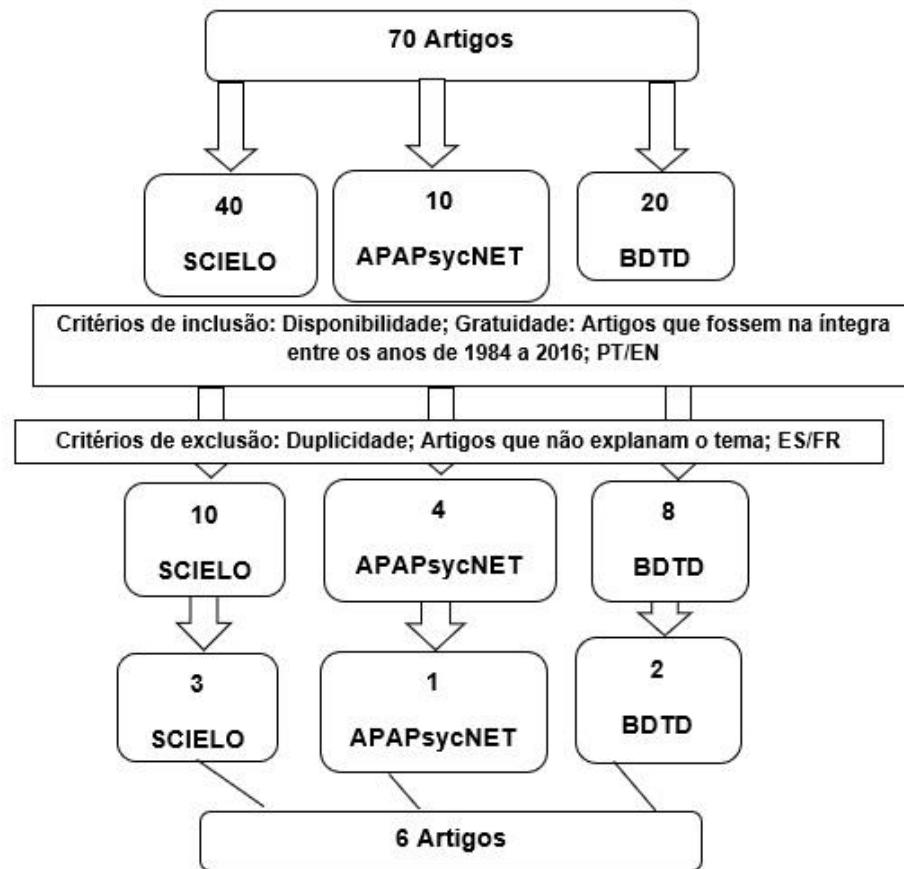 70 Artigos
40
SCIELO
10
APAPsycNET
20
BDTD
Critérios de inclusão: Disponibilidade; Gratuidade: Artigos que fossem na íntegra
entre os anos de 1984 a 2016; PT/EN
Critérios de exclusão: Duplicidade; Artigos que não explanam o tema; ES/FR
10
SCIELO
4
APAPsycNET
8
BDTD
3
SCIELO
1
APAPsycNET
2
BDTD
6 Artigos